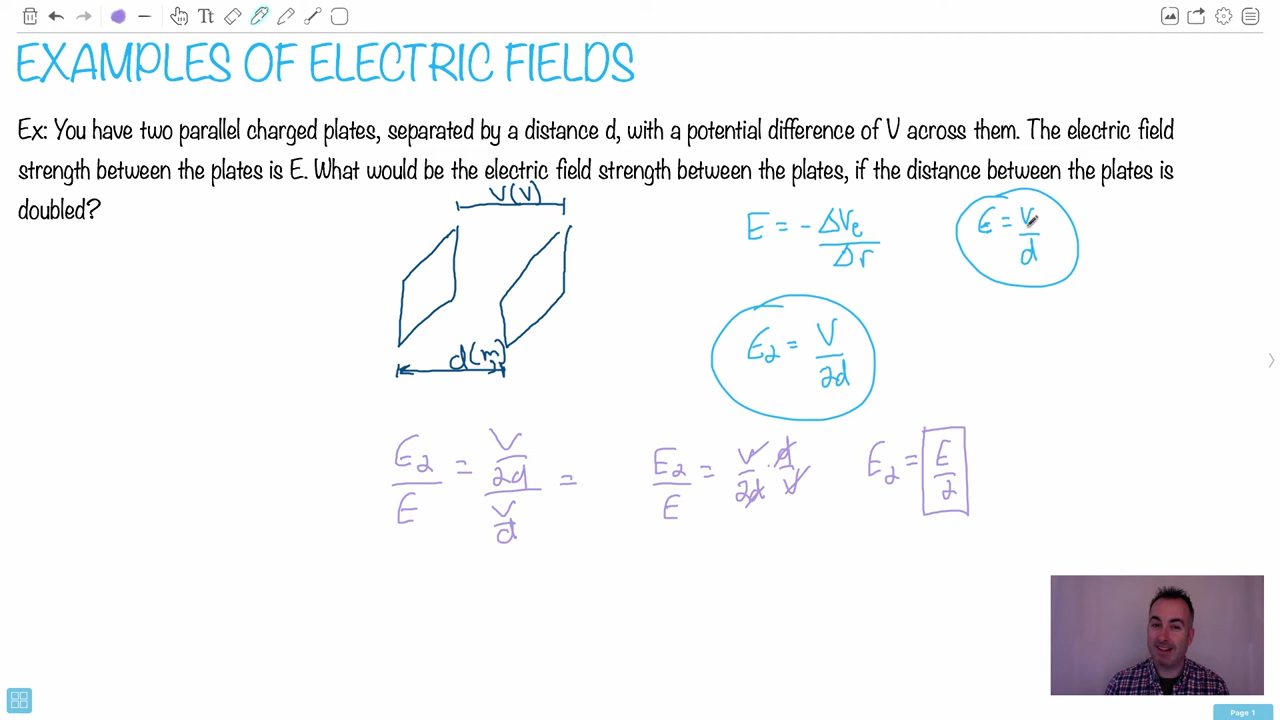 Tt
EXAMPLES OF ELECTRIC FIELDS
Ex: You have two parallel charged plates, separated by a distance d, with a potential difference of V across them. The electric field
strength between the plates is E. What would be the electric field strength between the plates, if the distance between the plates is
doubled?
V(V)
E = - ΔVe / Δr
E = V / d
E2 = V / 2d
d(m)
E2 / E = V/2d / V/d =
E2 / E = V/2d · d/V
E2 = E/2
Page 1